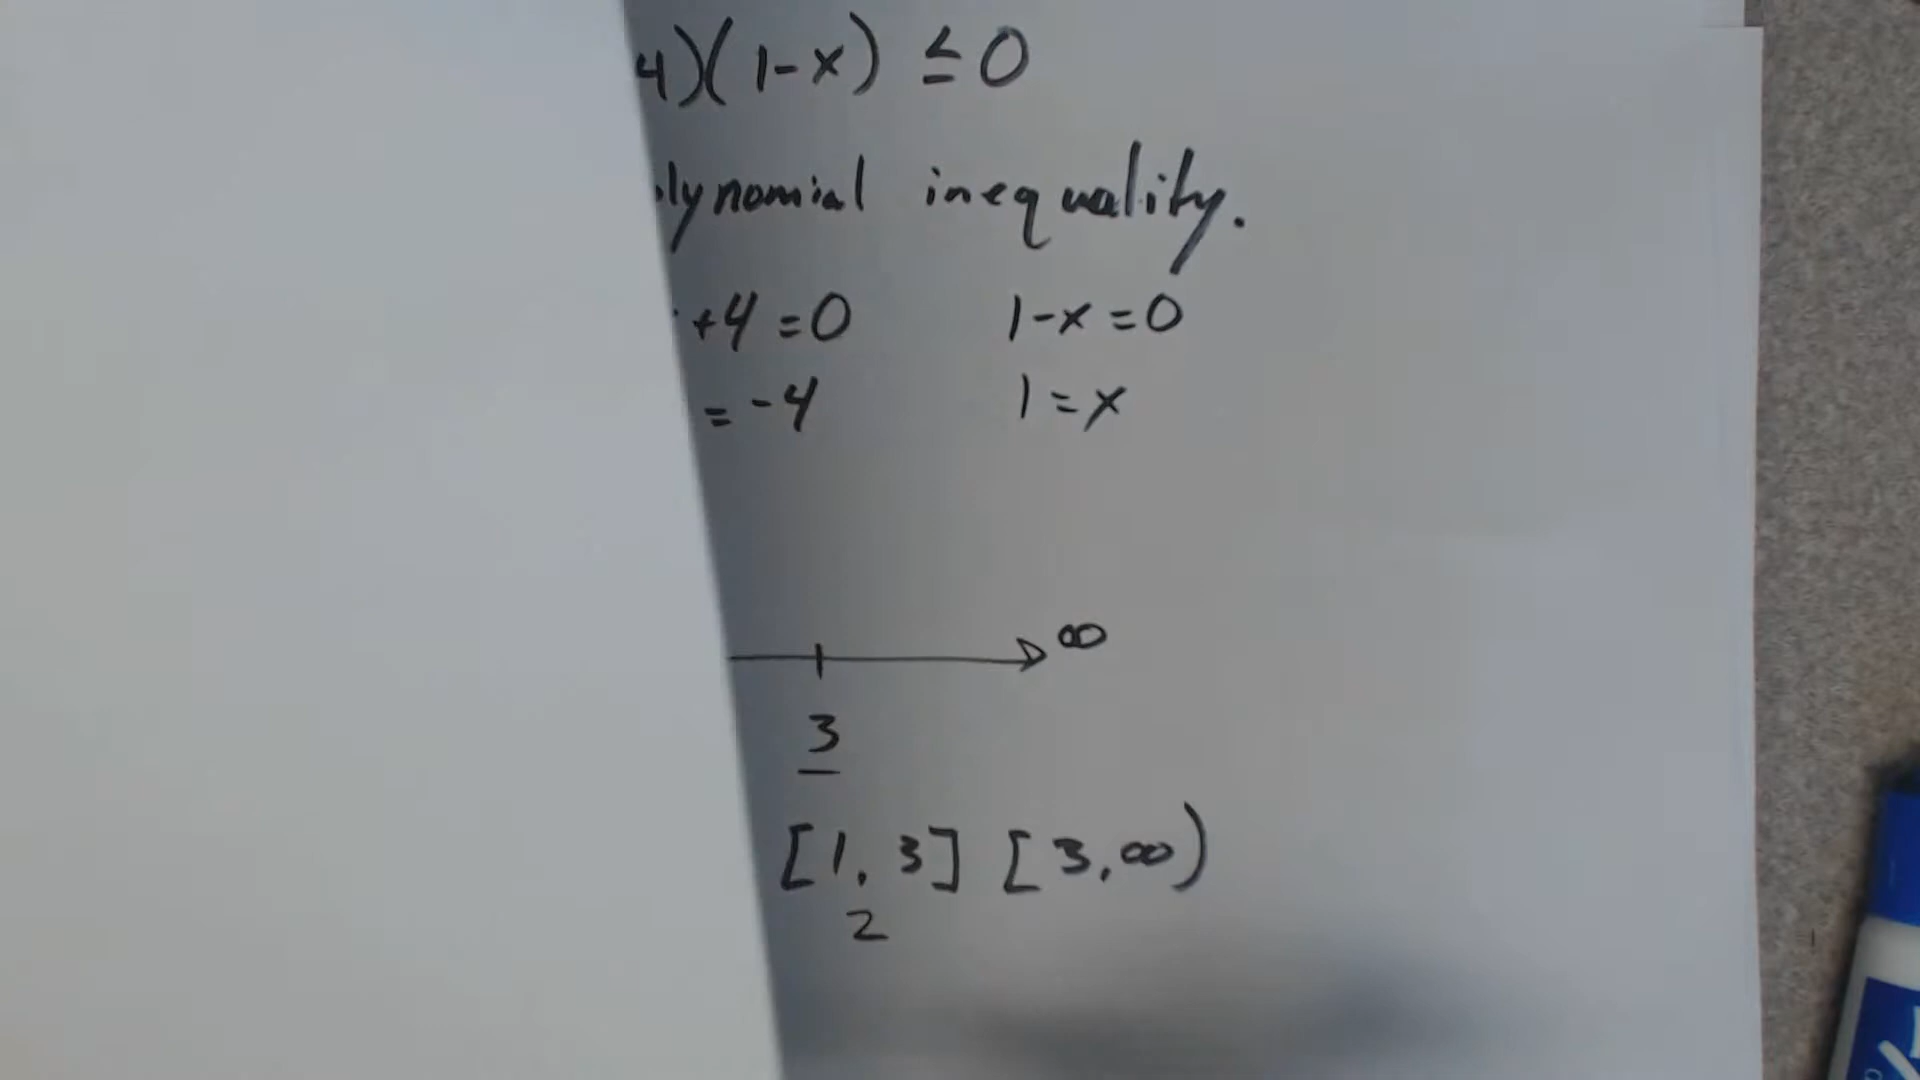 4)(1-x) ≤ 0
lynomial inequality.
+4 =0 1-x =0
= -4 1 = x
∞
3
[1, 3] [3, ∞)
2